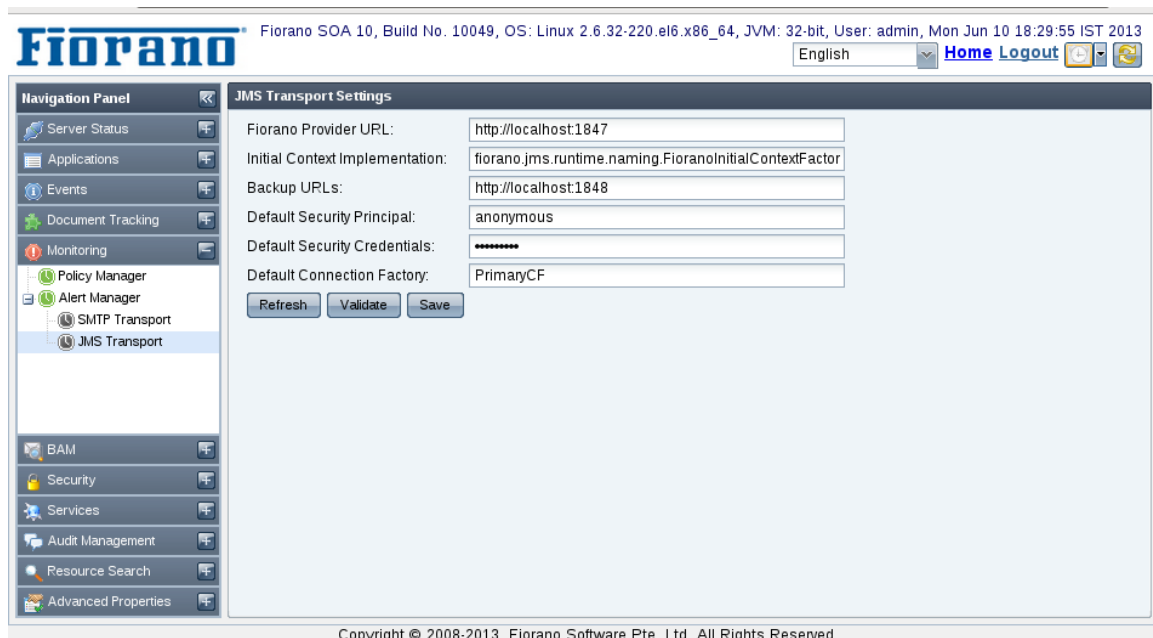 Fiorano
Fiorano SOA 10, Build No. 10049, OS: Linux 2.6.32-220.el6.x86_64, JVM: 32-bit, User: admin, Mon Jun 10 18:29:55 IST 2013
English
Home Logout
Navigation Panel
Server Status
Applications
Events
Document Tracking
Monitoring
Policy Manager
Alert Manager
SMTP Transport
JMS Transport
BAM
Security
Services
Audit Management
Resource Search
Advanced Properties
JMS Transport Settings
Fiorano Provider URL: http://localhost:1847
Initial Context Implementation: fiorano.jms.runtime.naming.FioranoInitialContextFactor
Backup URLs: http://localhost:1848
Default Security Principal: anonymous
Default Security Credentials: •••••••••
Default Connection Factory: PrimaryCF
Refresh Validate Save
Copyright © 2008-2013, Fiorano Software Pte. Ltd. All Rights Reserved